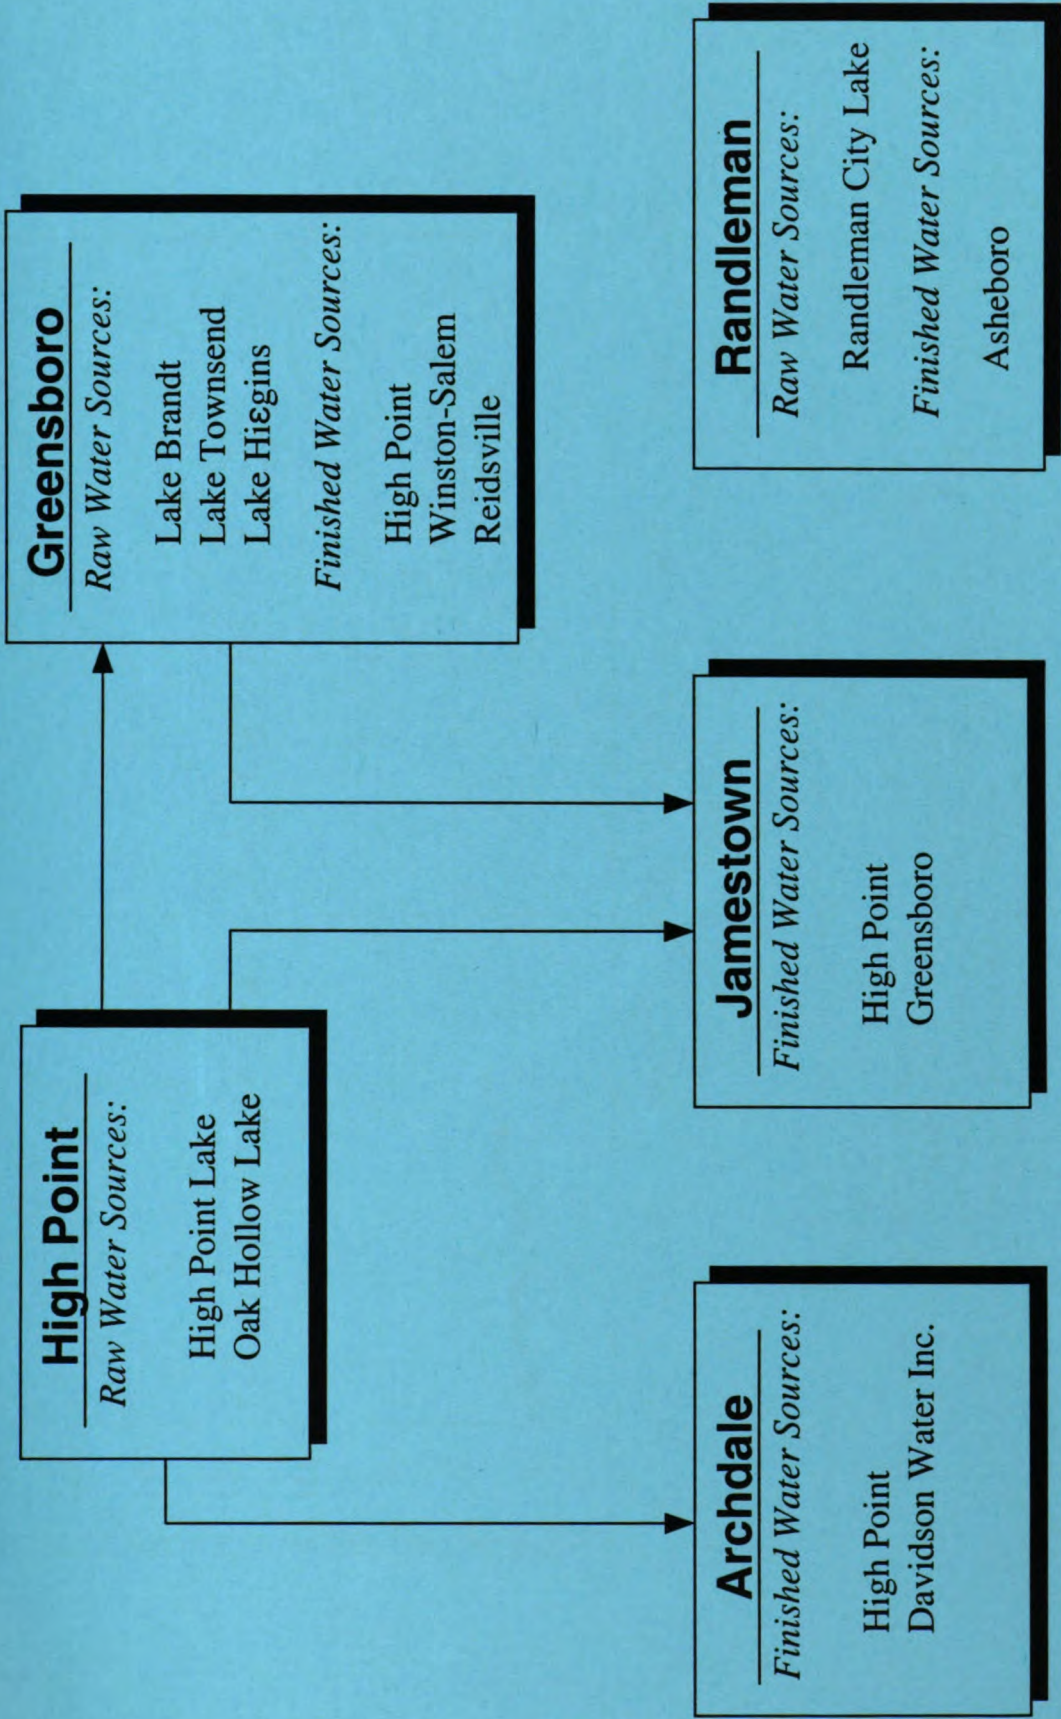 High Point
Raw Water Sources:
High Point Lake
Oak Hollow Lake
Greensboro
Raw Water Sources:
Lake Brandt
Lake Townsend
Lake Hiɛgins
Finished Water Sources:
High Point
Winston-Salem
Reidsville
Archdale
Finished Water Sources:
High Point
Davidson Water Inc.
Jamestown
Finished Water Sources:
High Point
Greensboro
Randleman
Raw Water Sources:
Randleman City Lake
Finished Water Sources:
Asheboro